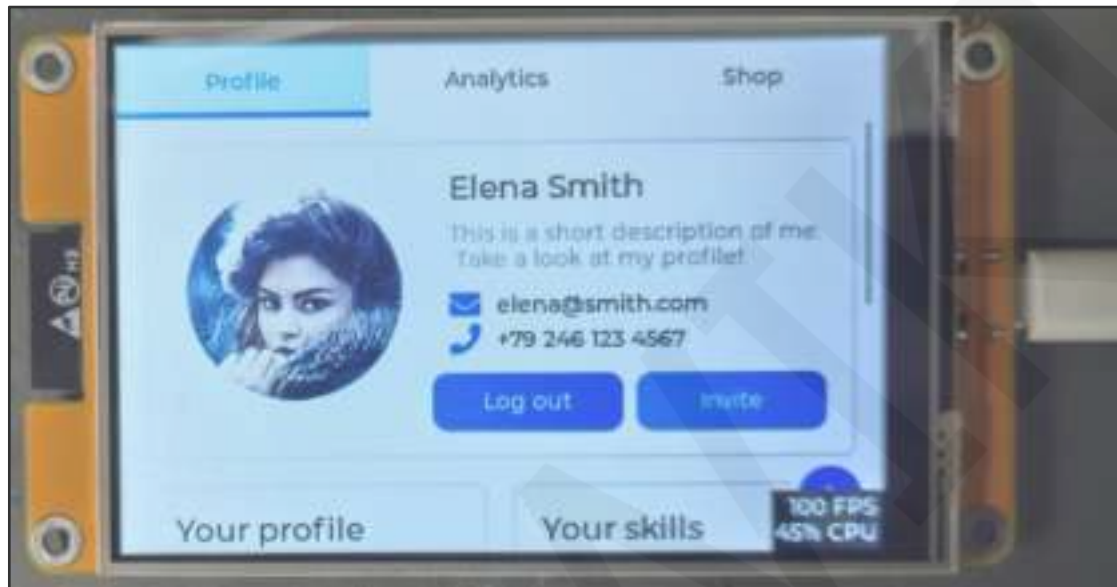 Profile
Analytics
Shop
Elena Smith
This is a short description of me.
Take a look at my profile!
elena@smith.com
+79 246 123 4567
Log out
Invite
Your profile
Your skills
100 FPS
45% CPU